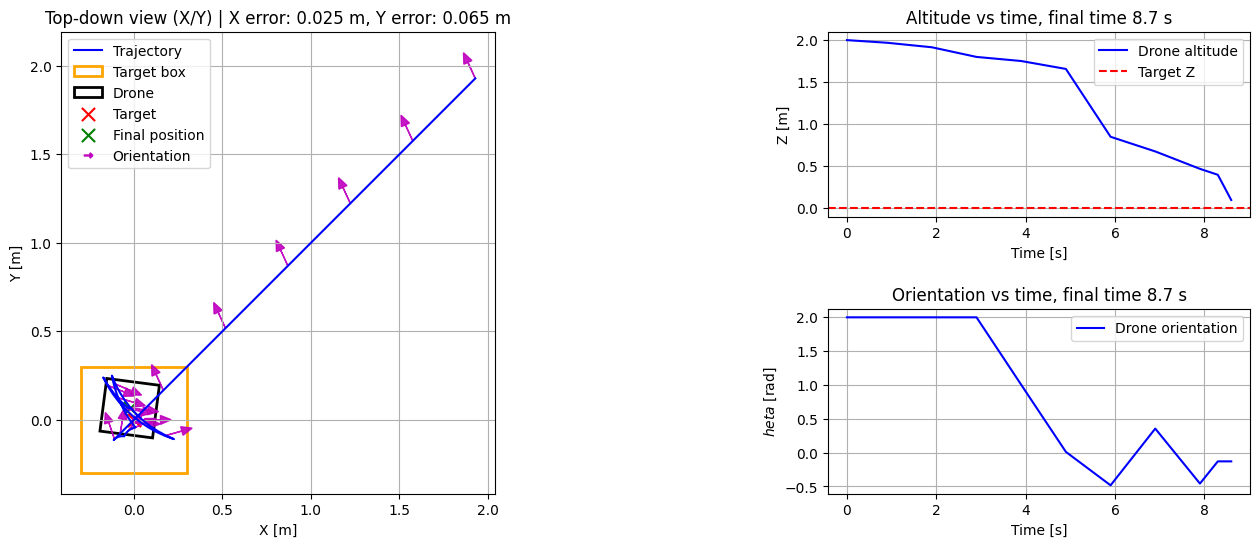 Top-down view (X/Y) | X error: 0.025 m, Y error: 0.065 m
Trajectory
Target box
Drone
Target
Final position
Orientation
2.0
1.5
1.0
0.5
0.0
Y [m]
0.0
0.5
1.0
1.5
2.0
X [m]
Altitude vs time, final time 8.7 s
Drone altitude
Target Z
2.0
1.5
1.0
0.5
0.0
Z [m]
0
2
4
6
8
Time [s]
Orientation vs time, final time 8.7 s
Drone orientation
2.0
1.5
1.0
0.5
0.0
−0.5
heta [rad]
0
2
4
6
8
Time [s]